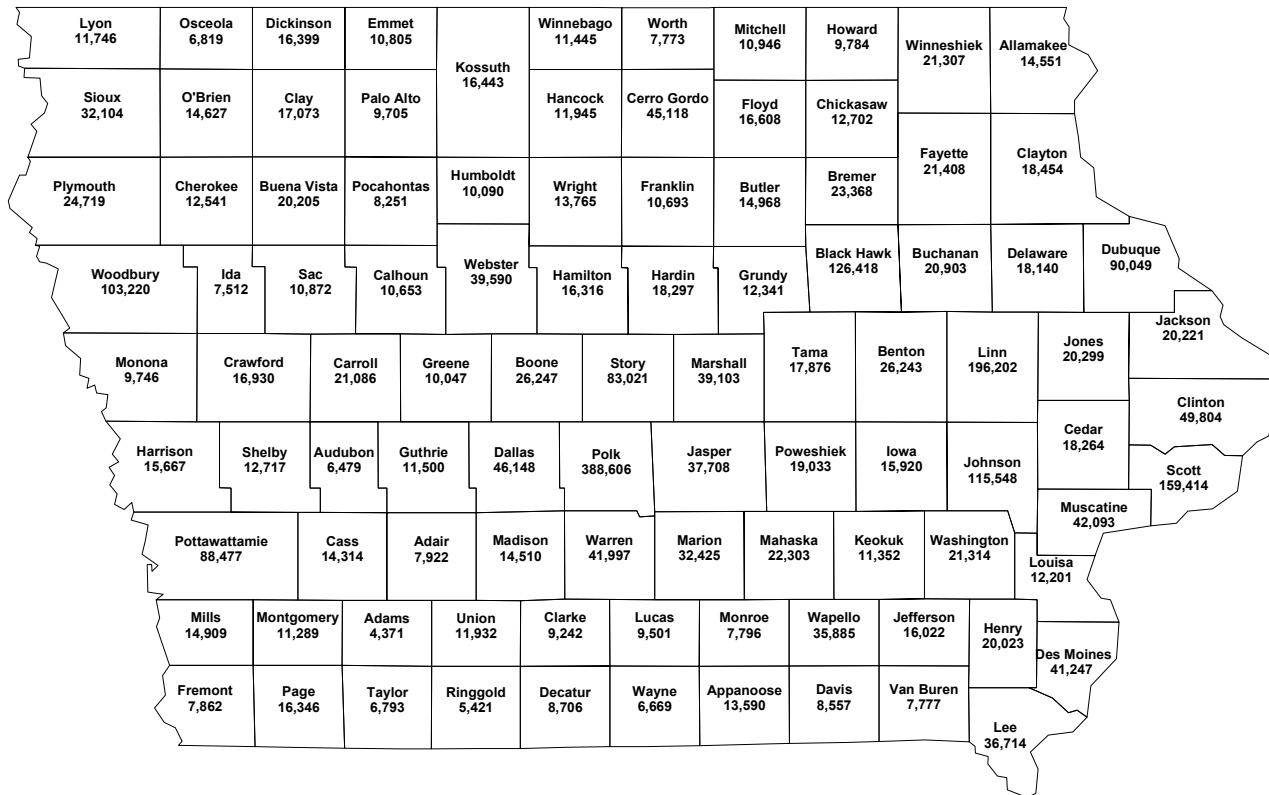 Lyon
11,746
Osceola
6,819
Dickinson
16,399
Emmet
10,805
Kossuth
16,443
Winnebago
11,445
Worth
7,773
Mitchell
10,946
Howard
9,784
Winneshiek
21,307
Allamakee
14,551
Sioux
32,104
O'Brien
14,627
Clay
17,073
Palo Alto
9,705
Hancock
11,945
Cerro Gordo
45,118
Floyd
16,608
Chickasaw
12,702
Fayette
21,408
Clayton
18,454
Plymouth
24,719
Cherokee
12,541
Buena Vista
20,205
Pocahontas
8,251
Humboldt
10,090
Wright
13,765
Franklin
10,693
Butler
14,968
Bremer
23,368
Woodbury
103,220
Ida
7,512
Sac
10,872
Calhoun
10,653
Webster
39,590
Hamilton
16,316
Hardin
18,297
Grundy
12,341
Black Hawk
126,418
Buchanan
20,903
Delaware
18,140
Dubuque
90,049
Monona
9,746
Crawford
16,930
Carroll
21,086
Greene
10,047
Boone
26,247
Story
83,021
Marshall
39,103
Tama
17,876
Benton
26,243
Linn
196,202
Jones
20,299
Jackson
20,221
Clinton
49,804
Cedar
18,264
Harrison
15,667
Shelby
12,717
Audubon
6,479
Guthrie
11,500
Dallas
46,148
Polk
388,606
Jasper
37,708
Poweshiek
19,033
Iowa
15,920
Johnson
115,548
Scott
159,414
Muscatine
42,093
Pottawattamie
88,477
Cass
14,314
Adair
7,922
Madison
14,510
Warren
41,997
Marion
32,425
Mahaska
22,303
Keokuk
11,352
Washington
21,314
Louisa
12,201
Mills
14,909
Montgomery
11,289
Adams
4,371
Union
11,932
Clarke
9,242
Lucas
9,501
Monroe
7,796
Wapello
35,885
Jefferson
16,022
Henry
20,023
Des Moines
41,247
Fremont
7,862
Page
16,346
Taylor
6,793
Ringgold
5,421
Decatur
8,706
Wayne
6,669
Appanoose
13,590
Davis
8,557
Van Buren
7,777
Lee
36,714